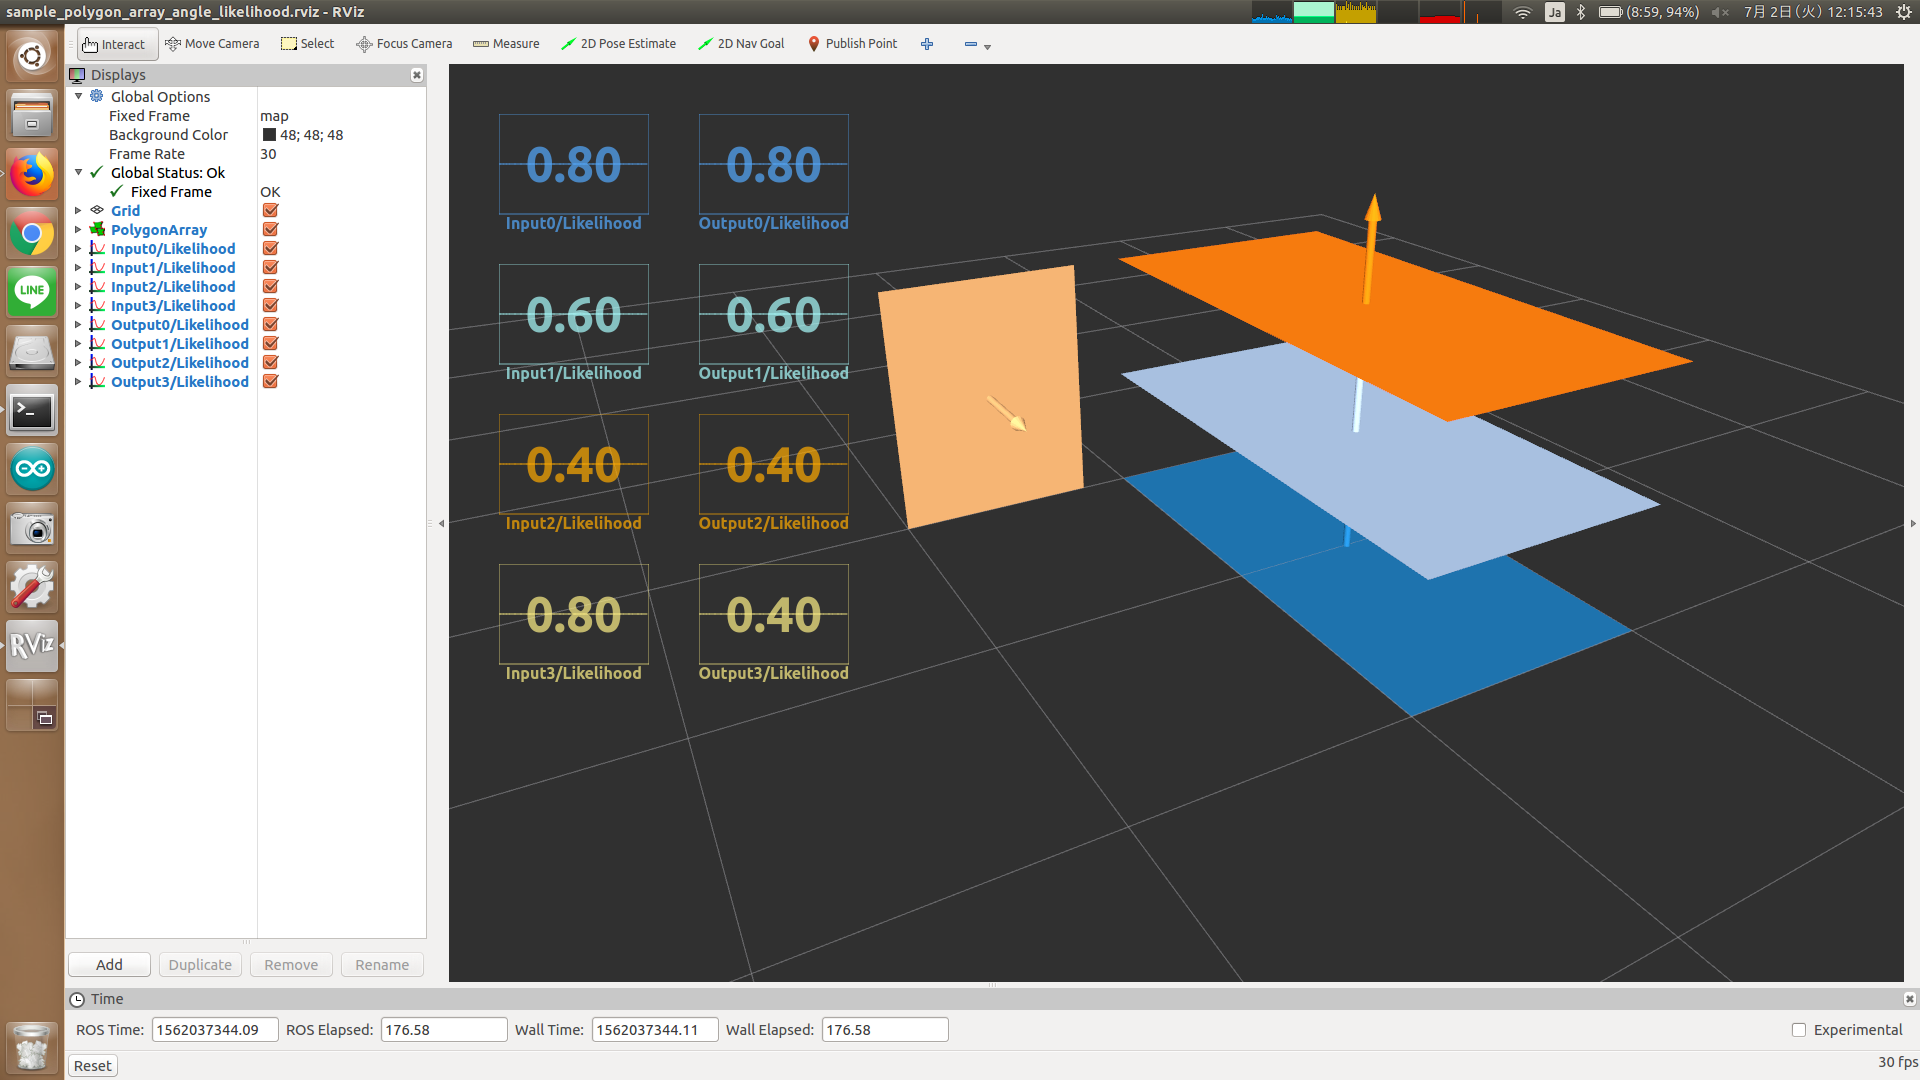 sample_polygon_array_angle_likelihood.rviz - RViz
Ja
(8:59, 94%)
7月 2日 (火) 12:15:43
Interact
Move Camera
Select
Focus Camera
Measure
2D Pose Estimate
2D Nav Goal
Publish Point
Displays
Global Options
Fixed Frame map
Background Color 48; 48; 48
Frame Rate 30
Global Status: Ok
Fixed Frame OK
Grid
PolygonArray
Input0/Likelihood
Input1/Likelihood
Input2/Likelihood
Input3/Likelihood
Output0/Likelihood
Output1/Likelihood
Output2/Likelihood
Output3/Likelihood
LINE
RViz
Add
Duplicate
Remove
Rename
0.80 0.80
Input0/Likelihood Output0/Likelihood
0.60 0.60
Input1/Likelihood Output1/Likelihood
0.40 0.40
Input2/Likelihood Output2/Likelihood
0.80 0.40
Input3/Likelihood Output3/Likelihood
Time
ROS Time: 1562037344.09 ROS Elapsed: 176.58 Wall Time: 1562037344.11 Wall Elapsed: 176.58 Experimental
Reset
30 fps